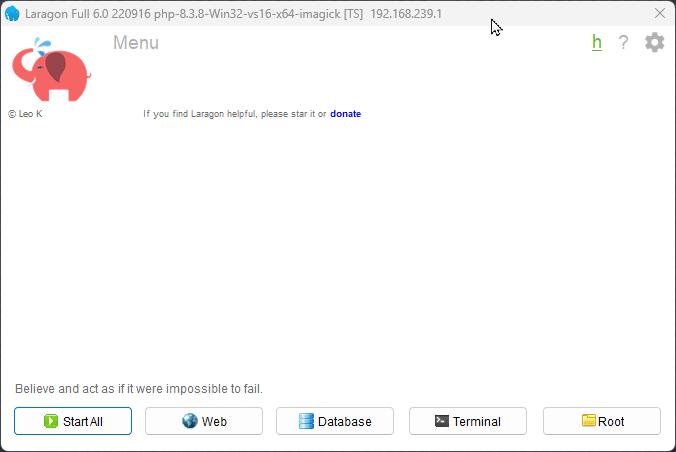 Laragon Full 6.0 220916 php-8.3.8-Win32-vs16-x64-imagick [TS] 192.168.239.1
Menu
h ?
© Leo K
If you find Laragon helpful, please star it or donate
Believe and act as if it were impossible to fail.
Start All
Web
Database
Terminal
Root